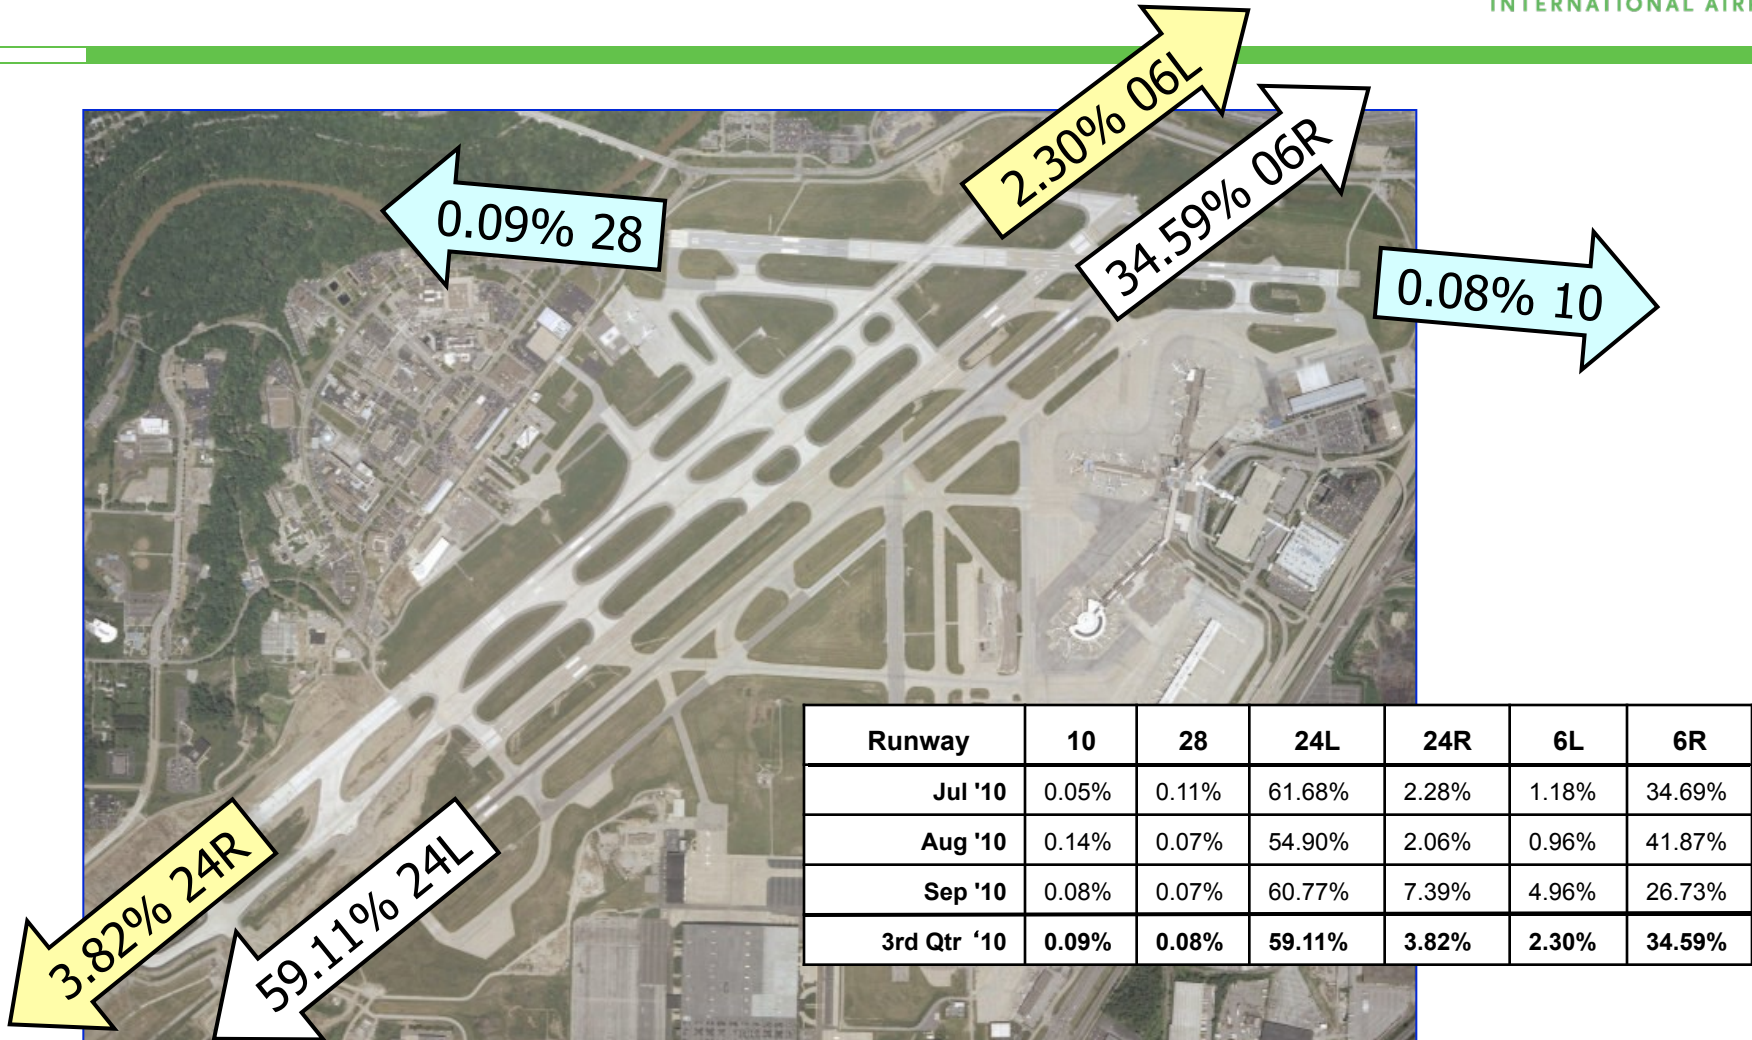 2.30% 06L
34.59% 06R
0.09% 28
0.08% 10
3.82% 24R
59.11% 24L
Runway 10 28 24L 24R 6L 6R
Jul '10 0.05% 0.11% 61.68% 2.28% 1.18% 34.69%
Aug '10 0.14% 0.07% 54.90% 2.06% 0.96% 41.87%
Sep '10 0.08% 0.07% 60.77% 7.39% 4.96% 26.73%
3rd Qtr ‘10 0.09% 0.08% 59.11% 3.82% 2.30% 34.59%